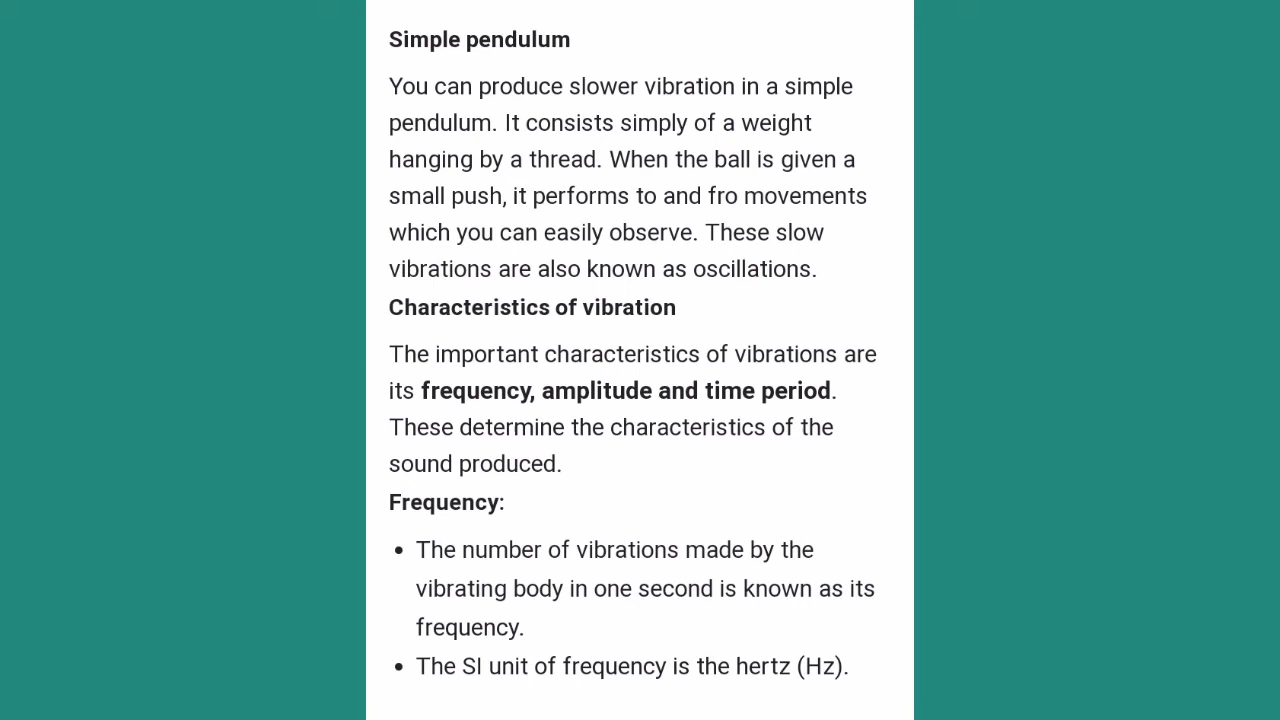 Simple pendulum
You can produce slower vibration in a simple
pendulum. It consists simply of a weight
hanging by a thread. When the ball is given a
small push, it performs to and fro movements
which you can easily observe. These slow
vibrations are also known as oscillations.
Characteristics of vibration
The important characteristics of vibrations are
its frequency, amplitude and time period.
These determine the characteristics of the
sound produced.
Frequency:
• The number of vibrations made by the
vibrating body in one second is known as its
frequency.
• The SI unit of frequency is the hertz (Hz).